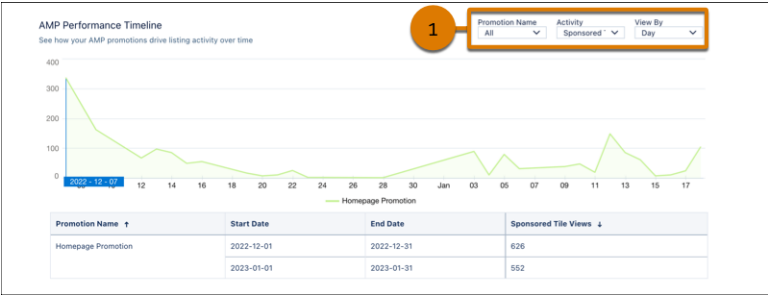 AMP Performance Timeline
See how your AMP promotions drive listing activity over time
1
Promotion Name Activity View By
All Sponsored Day
400
300
200
100
0
2022 - 12 - 07
12 14 16 18 20 22 24 26 28 30 Jan 03 05 07 09 11 13 15 17
Homepage Promotion
Promotion Name ↑ Start Date End Date Sponsored Tile Views ↓
Homepage Promotion 2022-12-01 2022-12-31 626
2023-01-01 2023-01-31 552